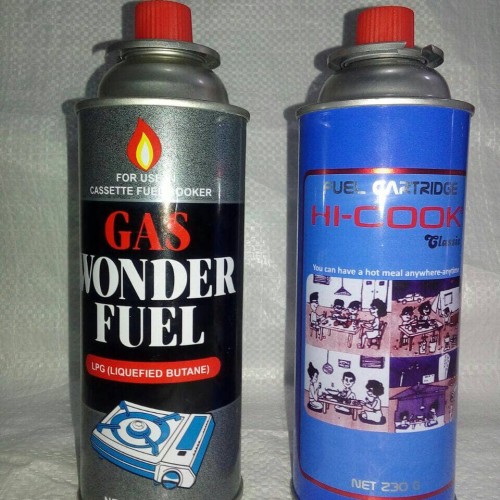 FOR USE IN
CASSETTE FUEL COOKER
GAS
WONDER
FUEL
LPG (LIQUEFIED BUTANE)
FUEL CARTRIDGE
HI-COOK
Classic
You can have a hot meal anywhere-anytime
NET 230 G